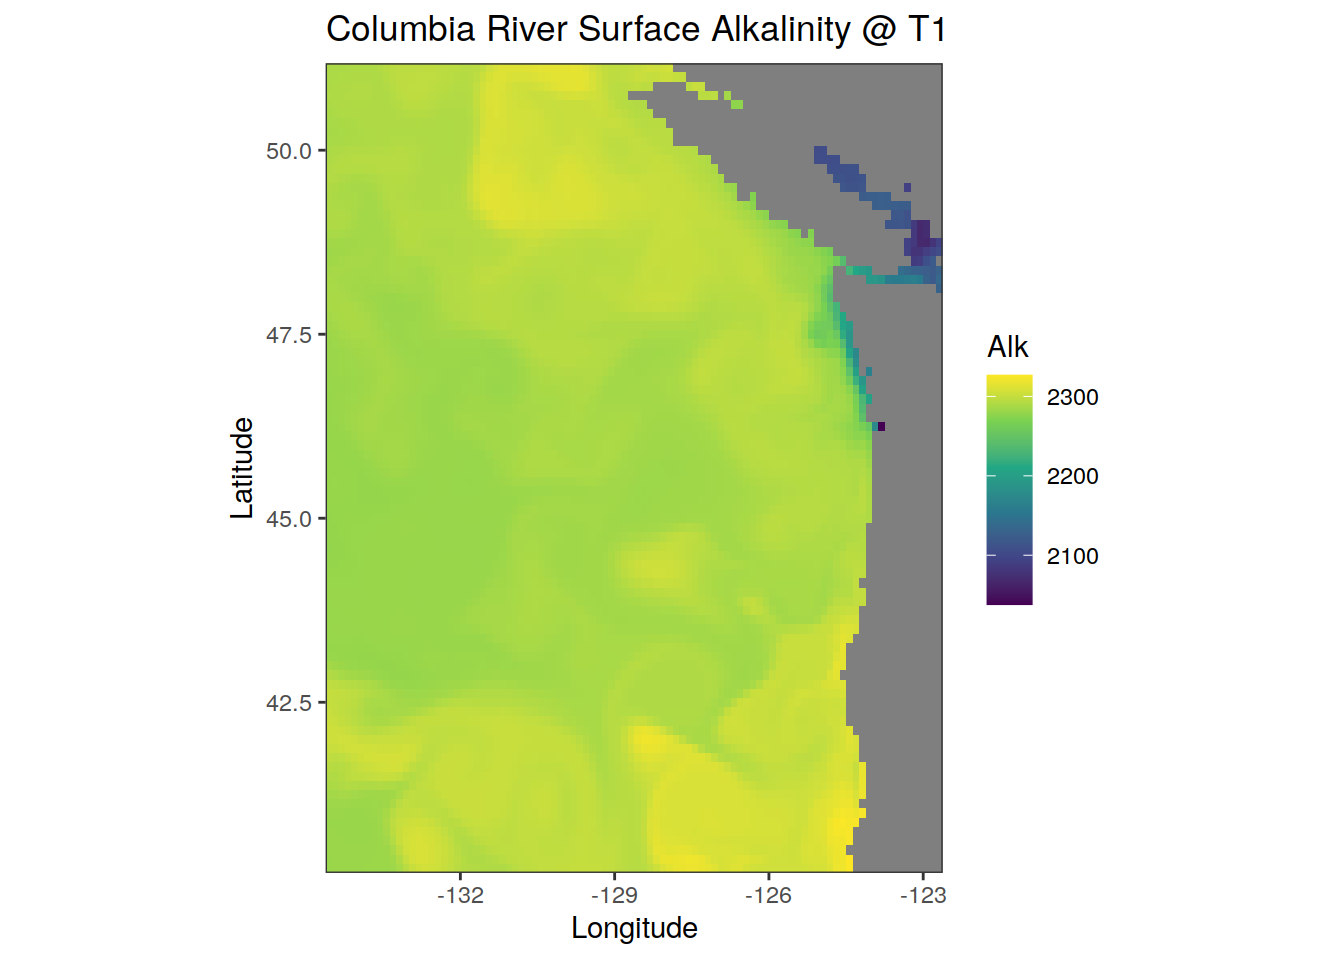 Columbia River Surface Alkalinity @ T1
50.0
47.5
45.0
42.5
Latitude
-132
-129
-126
-123
Longitude
Alk
2300
2200
2100